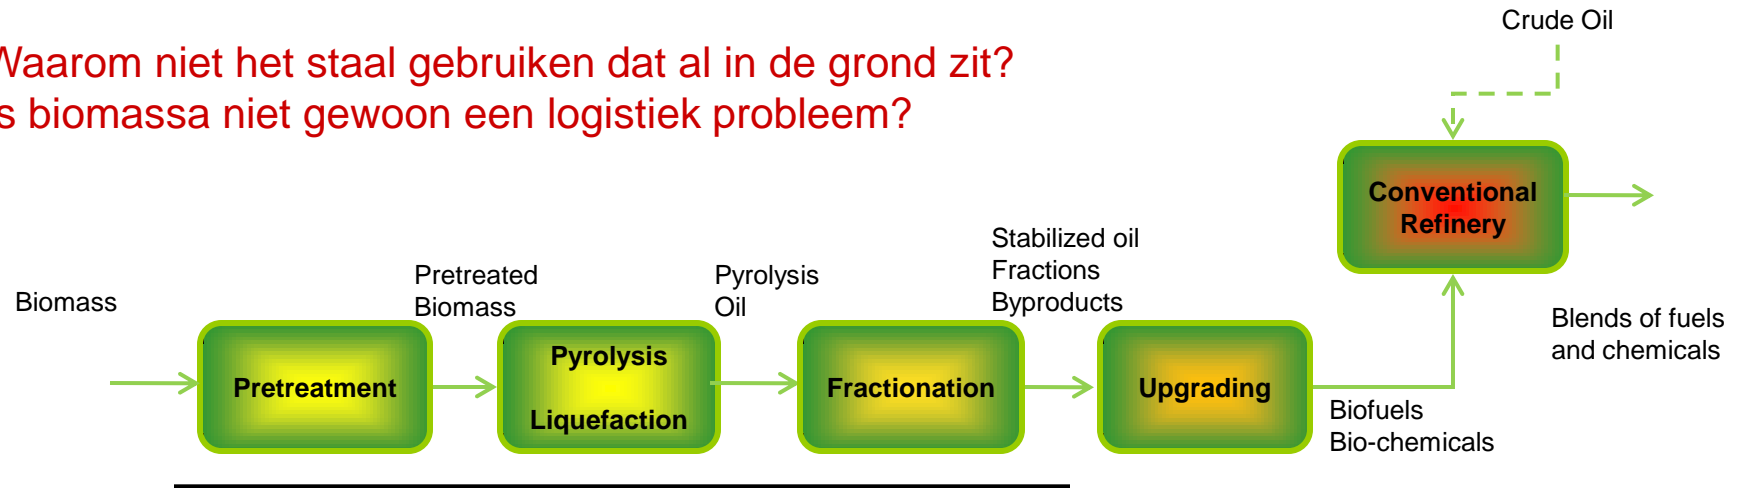 Crude Oil
Waarom niet het staal gebruiken dat al in de grond zit?
s biomassa niet gewoon een logistiek probleem?
Conventional
Refinery
Stabilized oil
Fractions
Byproducts
Pretreated
Biomass
Pyrolysis
Oil
Biomass
Blends of fuels
and chemicals
Pretreatment
Pyrolysis
Liquefaction
Fractionation
Upgrading
Biofuels
Bio-chemicals